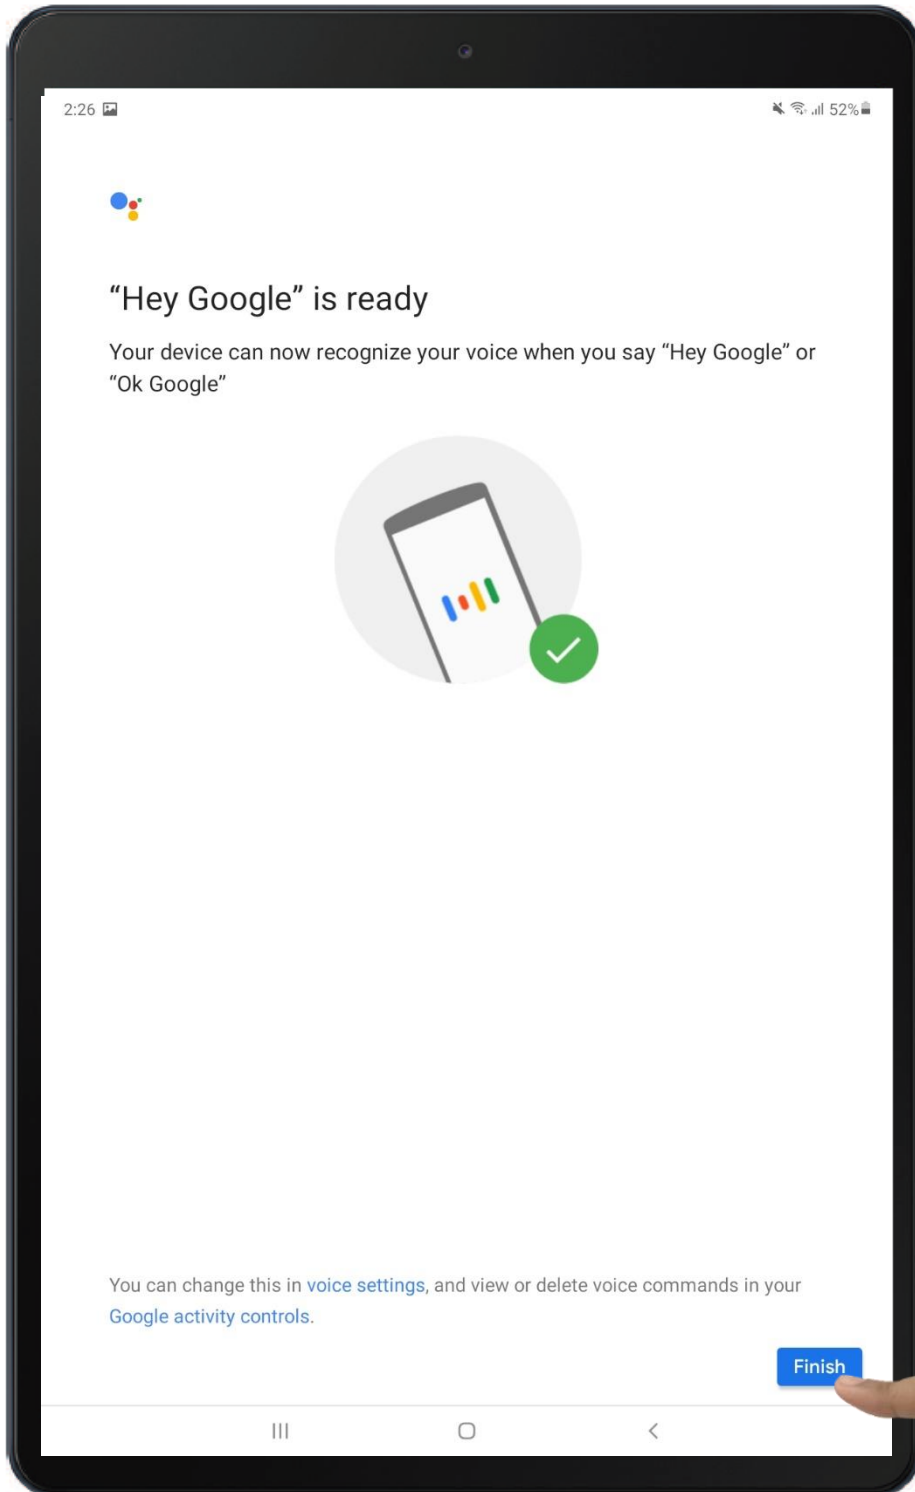 2:26 52%
“Hey Google” is ready
Your device can now recognize your voice when you say “Hey Google” or
“Ok Google”
You can change this in voice settings, and view or delete voice commands in your
Google activity controls.
Finish